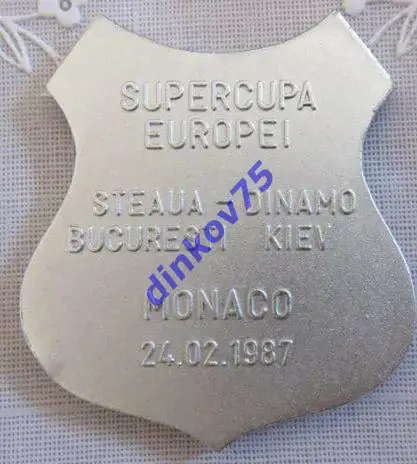 SUPERCUPA
EUROPEI
STEAUA - DINAMO
BUCURESTI KIEV
MONACO
24.02.1987
dinkov75